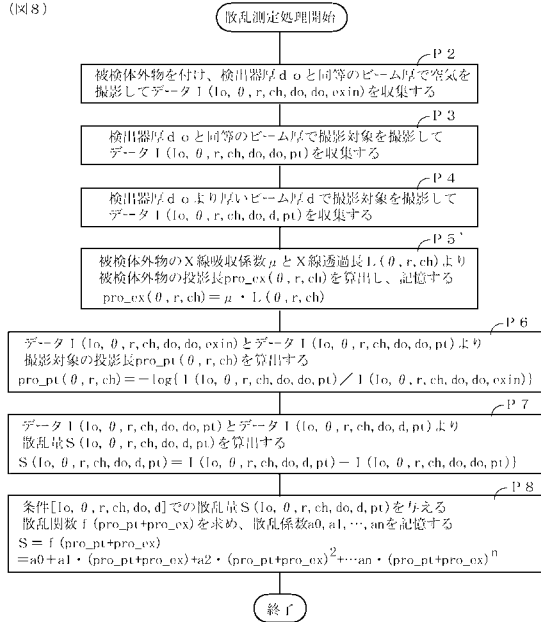 (図8)
散乱測定処理開始
P2
被検体外物を付け、検出器厚doと同等のビーム厚で空気を
撮影してデータI(Io,θ,r,ch,do,do,exin)を収集する
P3
検出器厚doと同等のビーム厚で撮影対象を撮影して
データI(Io,θ,r,ch,do,do,pt)を収集する
P4
検出器厚doより厚いビーム厚dで撮影対象を撮影して
データI(Io,θ,r,ch,do,d,pt)を収集する
P5'
被検体外物のX線吸収係数μとX線透過長L(θ,r,ch)より
被検体外物の投影長pro_ex(θ,r,ch)を算出し、記憶する
pro_ex(θ,r,ch)=μ・L(θ,r,ch)
P6
データI(Io,θ,r,ch,do,do,exin)とデータI(Io,θ,r,ch,do,do,pt)より
撮影対象の投影長pro_pt(θ,r,ch)を算出する
pro_pt(θ,r,ch)=-log{I(Io,θ,r,ch,do,do,pt)/I(Io,θ,r,ch,do,do,exin)}
P7
データI(Io,θ,r,ch,do,do,pt)とデータI(Io,θ,r,ch,do,d,pt)より
散乱量S(Io,θ,r,ch,do,d,pt)を算出する
S(Io,θ,r,ch,do,d,pt)=I(Io,θ,r,ch,do,d,pt)-I(Io,θ,r,ch,do,do,pt)}
P8
条件[Io,θ,r,ch,do,d]での散乱量S(Io,θ,r,ch,do,d,pt)を与える
散乱関数f(pro_pt+pro_ex)を求め、散乱係数a0,a1,…,anを記憶する
S=f(pro_pt+pro_ex)
=a0+a1・(pro_pt+pro_ex)+a2・(pro_pt+pro_ex)²+…an・(pro_pt+pro_ex)ⁿ
終了